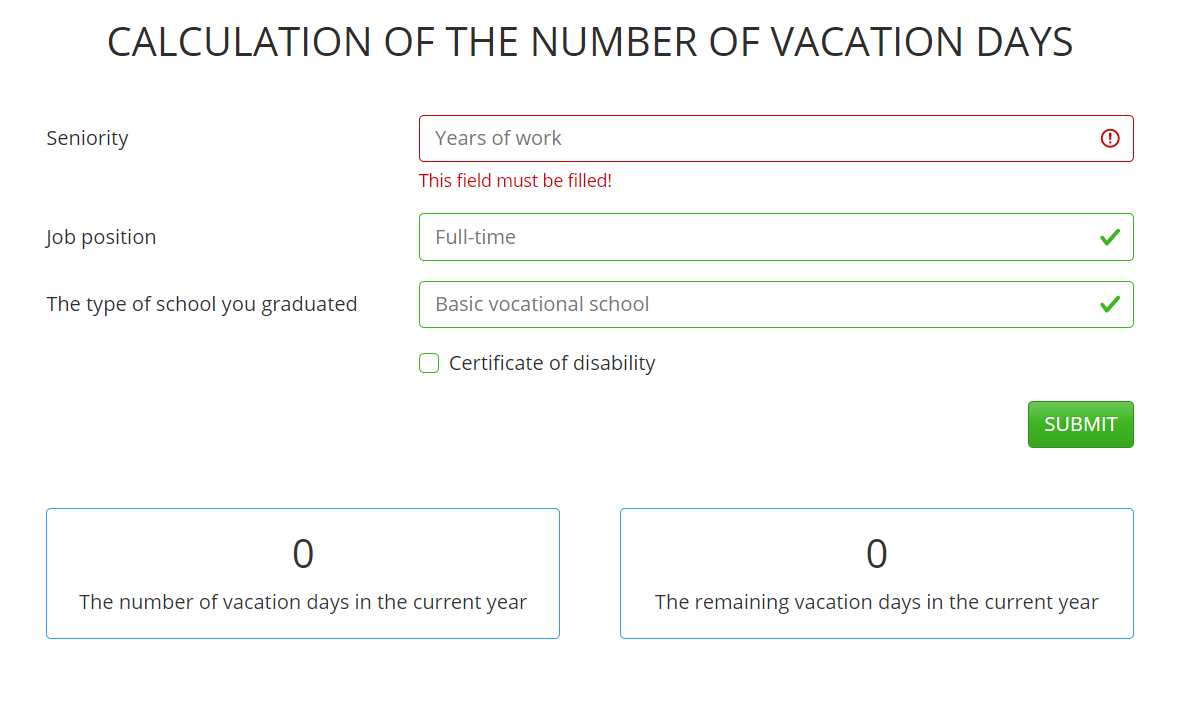 CALCULATION OF THE NUMBER OF VACATION DAYS
Seniority
Years of work
This field must be filled!
Job position
Full-time
The type of school you graduated
Basic vocational school
Certificate of disability
SUBMIT
0
The number of vacation days in the current year
0
The remaining vacation days in the current year